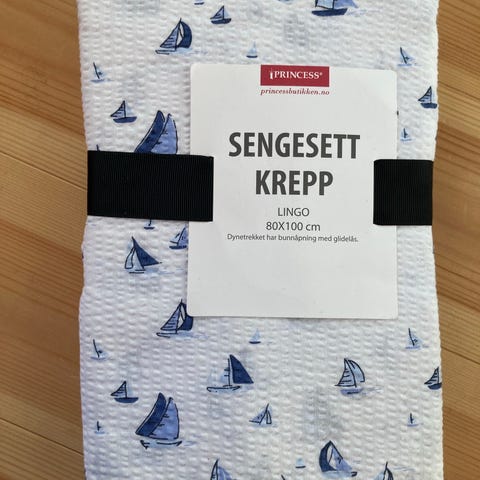 PRINCESS®
princessbutikken.no
SENGESETT
KREPP
LINGO
80X100 cm
Dynetrekket har bunnåpning med glidelås.